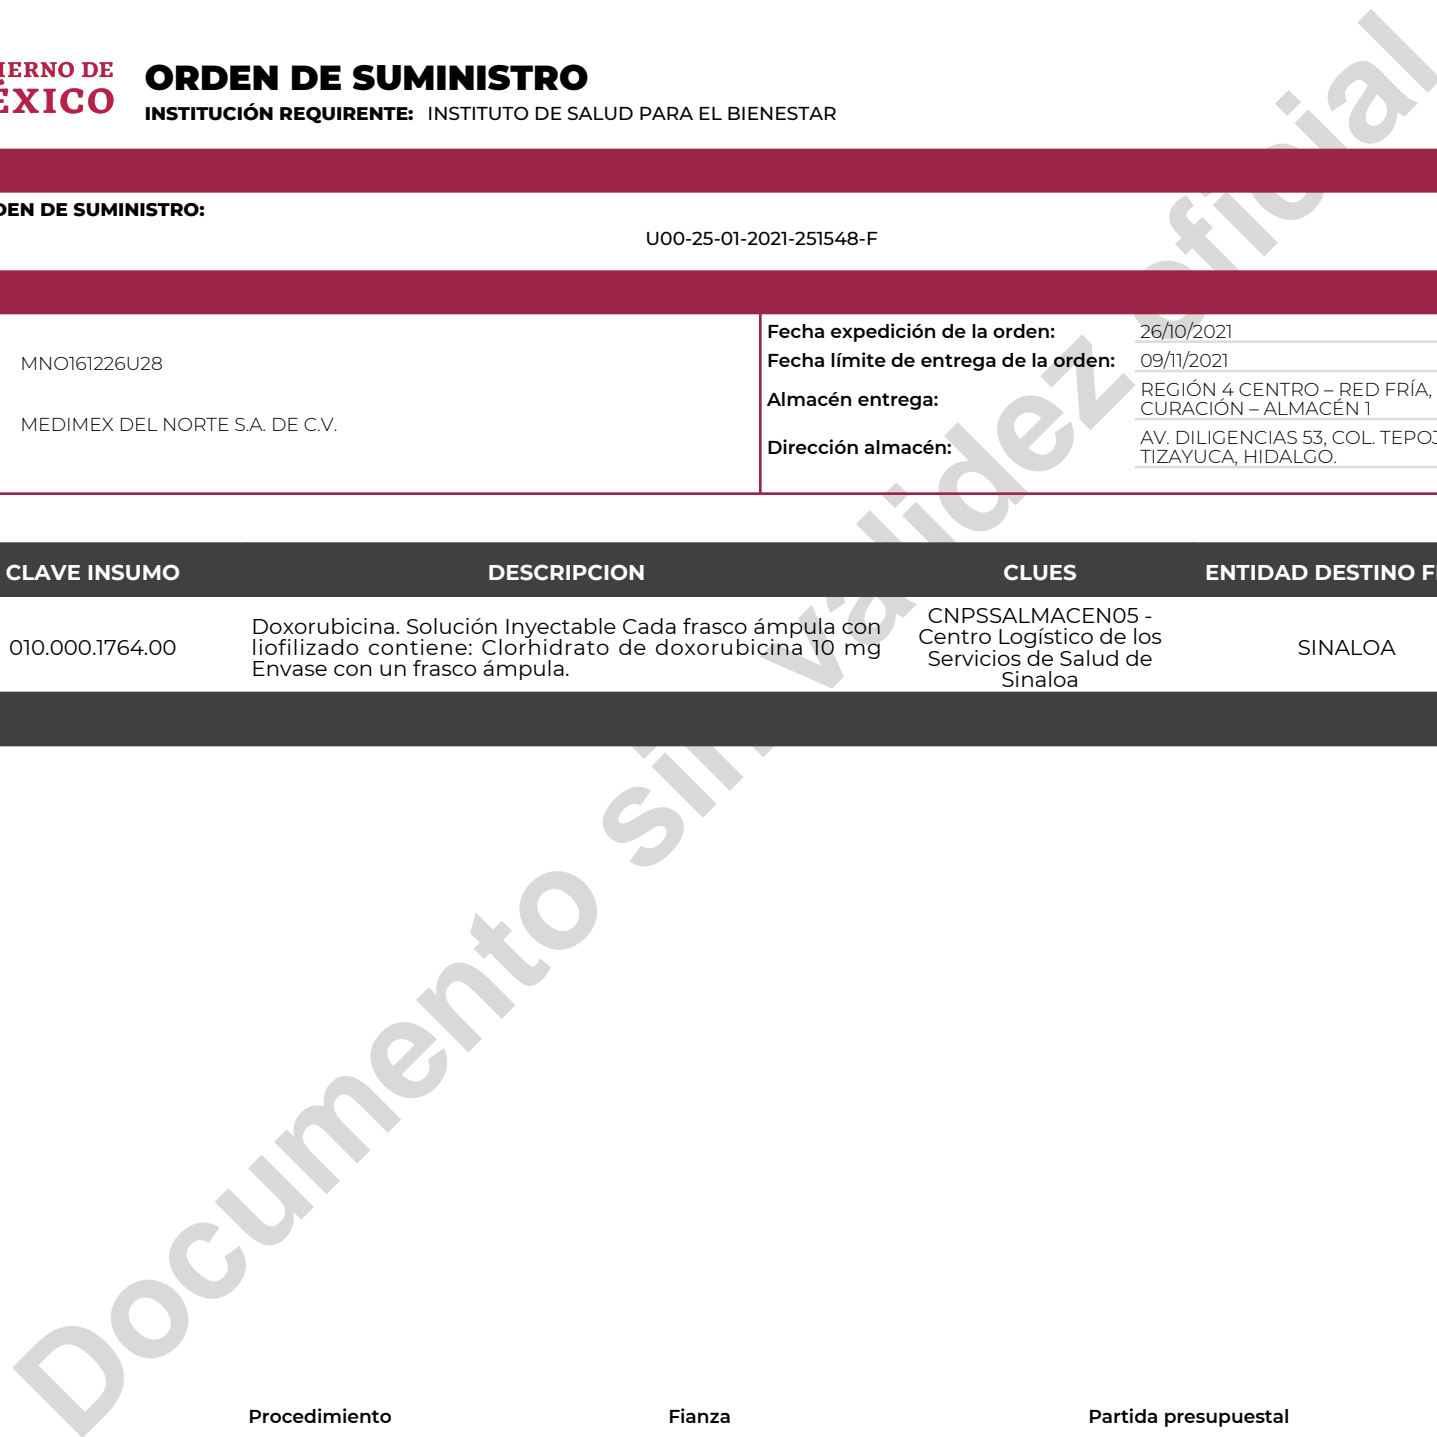 IERNO DE
ÉXICO
ORDEN DE SUMINISTRO
INSTITUCIÓN REQUIRENTE: INSTITUTO DE SALUD PARA EL BIENESTAR
DEN DE SUMINISTRO:
U00-25-01-2021-251548-F
MNO161226U28
MEDIMEX DEL NORTE S.A. DE C.V.
Fecha expedición de la orden: 26/10/2021
Fecha límite de entrega de la orden: 09/11/2021
Almacén entrega: REGIÓN 4 CENTRO – RED FRÍA,
CURACIÓN – ALMACÉN 1
Dirección almacén: AV. DILIGENCIAS 53, COL. TEPOJ
TIZAYUCA, HIDALGO.
CLAVE INSUMO DESCRIPCION CLUES ENTIDAD DESTINO FI
010.000.1764.00
Doxorubicina. Solución Inyectable Cada frasco ámpula con
liofilizado contiene: Clorhidrato de doxorubicina 10 mg
Envase con un frasco ámpula.
CNPSSALMACEN05 -
Centro Logístico de los
Servicios de Salud de
Sinaloa
SINALOA
Documento sin validez oficial
Procedimiento Fianza Partida presupuestal